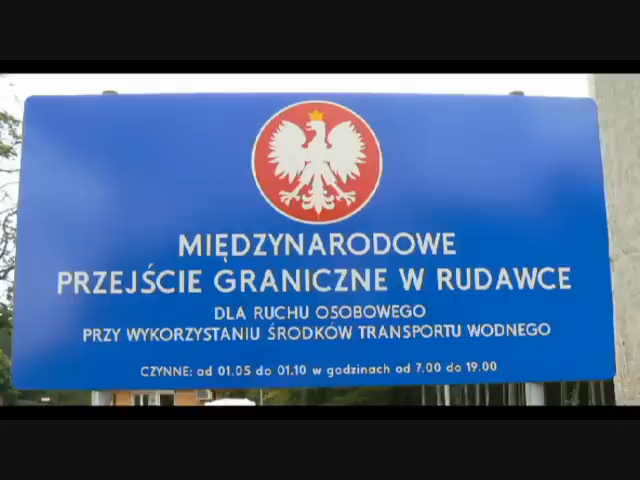 MIĘDZYNARODOWE
PRZEJŚCIE GRANICZNE W RUDAWCE
DLA RUCHU OSOBOWEGO
PRZY WYKORZYSTANIU ŚRODKÓW TRANSPORTU WODNEGO
CZYNNE: od 01.05 do 01.10 w godzinach od 7.00 do 19.00